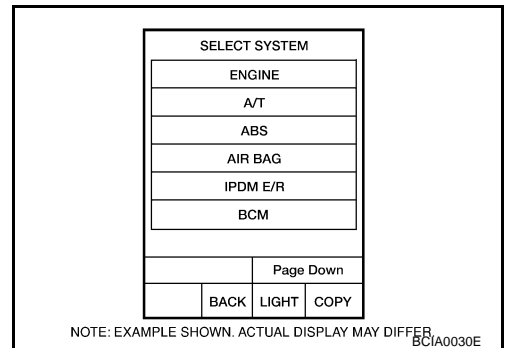 SELECT SYSTEM
ENGINE
A/T
ABS
AIR BAG
IPDM E/R
BCM
Page Down
BACK LIGHT COPY
NOTE: EXAMPLE SHOWN. ACTUAL DISPLAY MAY DIFFER.
BCIA0030E